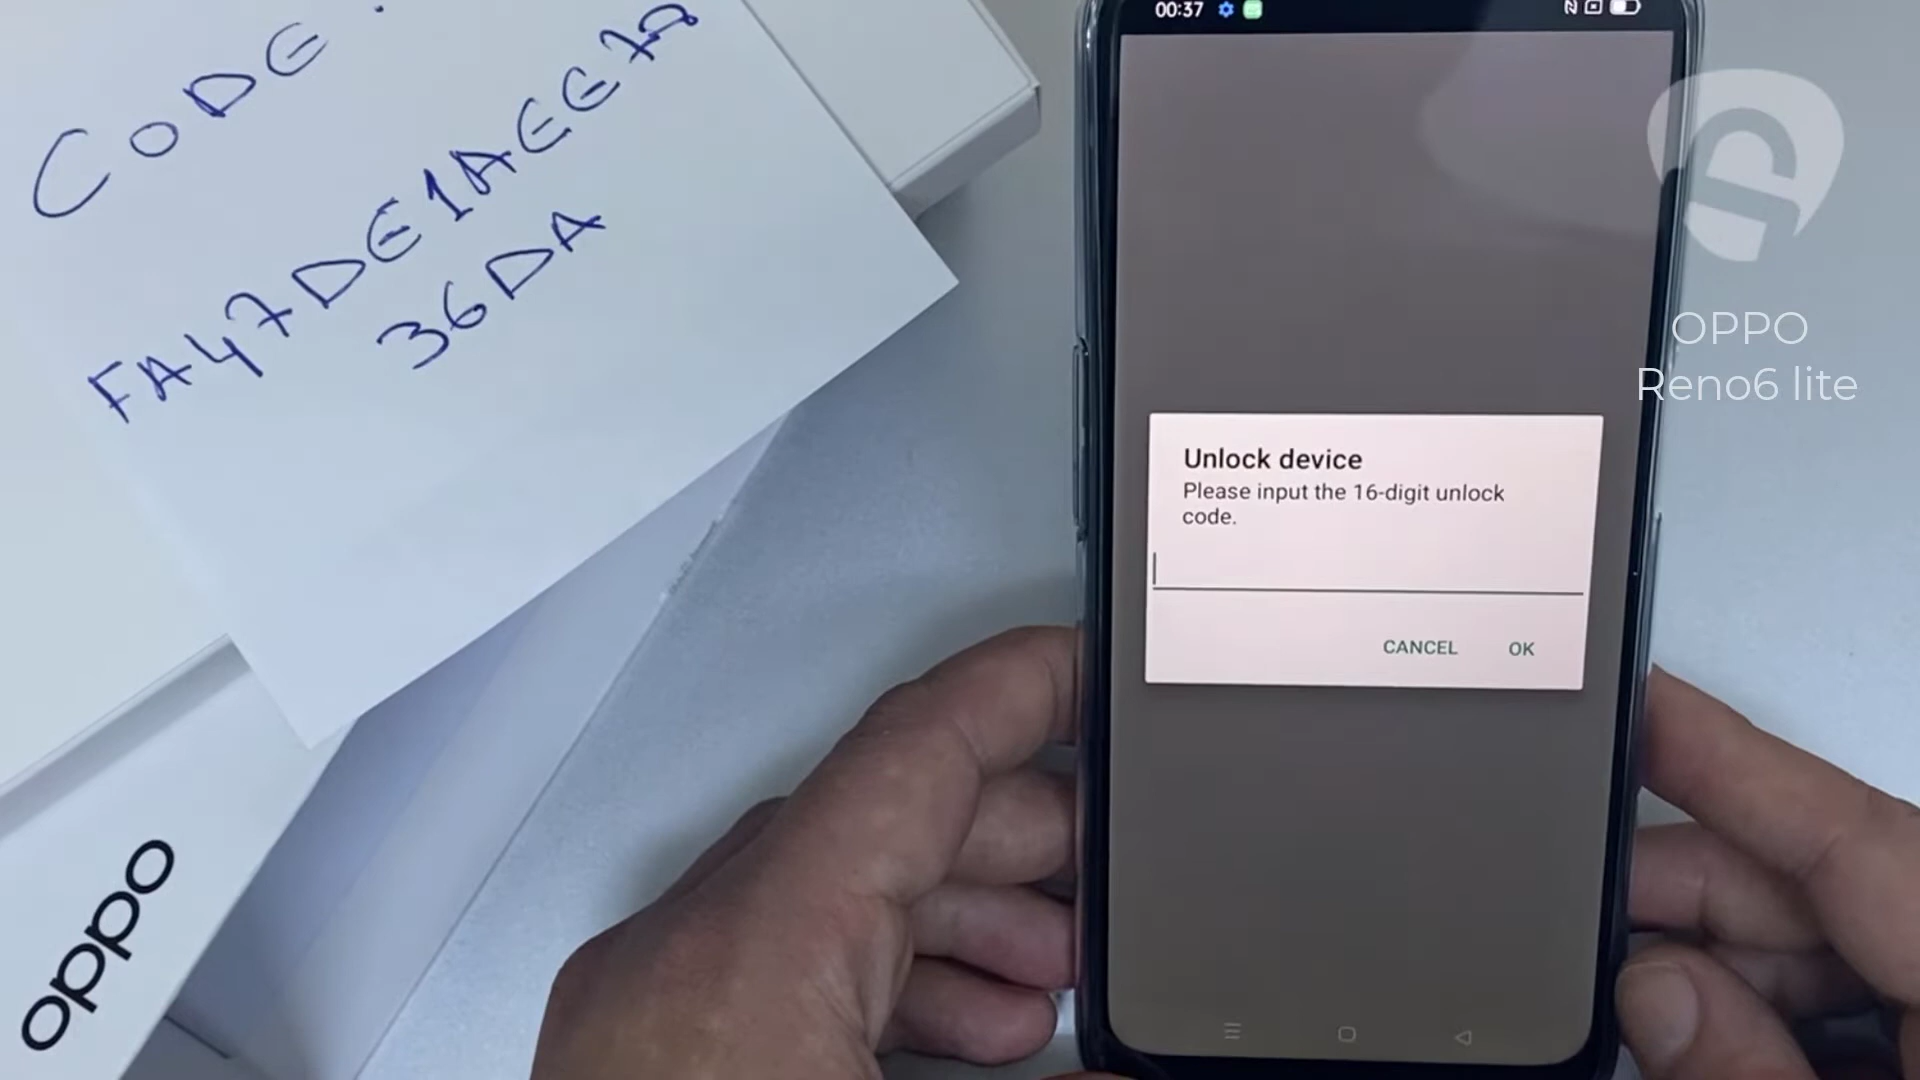 CODE:
FA47DE1AEE78
36DA
oppo
00:37
Unlock device
Please input the 16-digit unlock
code.
CANCEL OK
OPPO
Reno6 lite